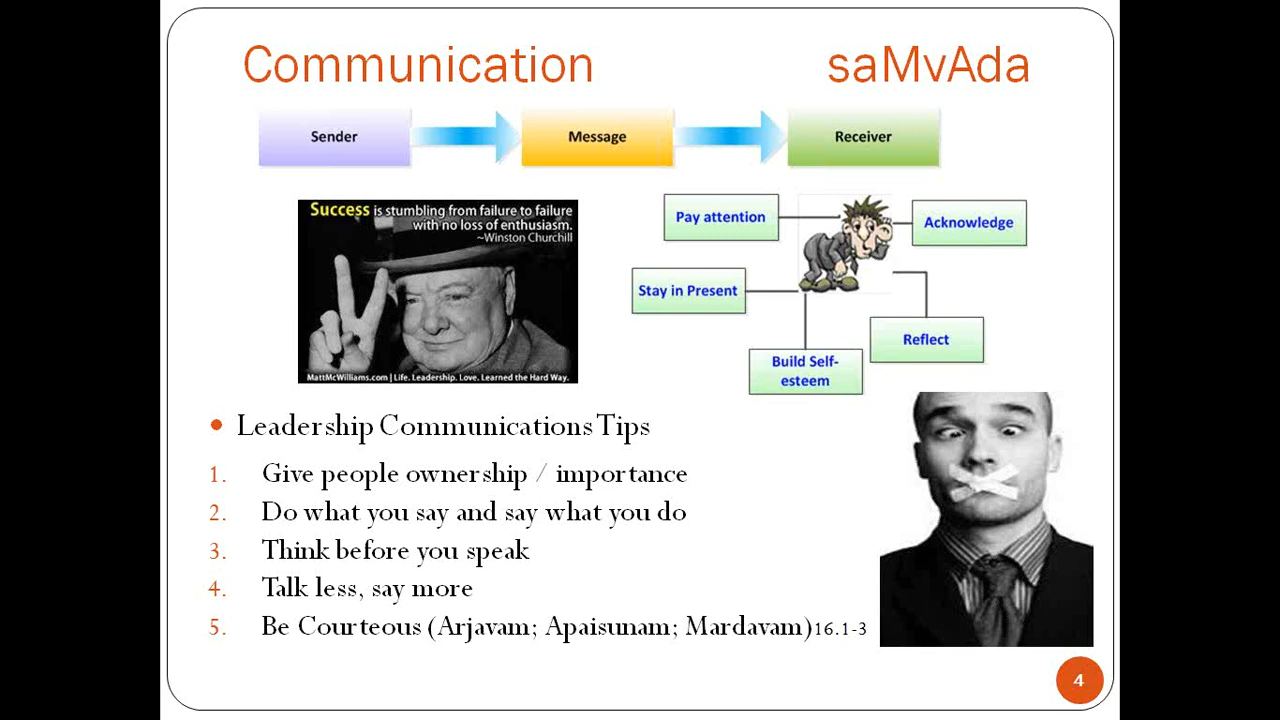 Communication saMvAda
Sender Message Receiver
Success is stumbling from failure to failure
with no loss of enthusiasm.
~Winston Churchill
MattMcWilliams.com | Life. Leadership. Love. Learned the Hard Way.
Pay attention
Acknowledge
Stay in Present
Reflect
Build Self-
esteem
• Leadership Communications Tips
1. Give people ownership / importance
2. Do what you say and say what you do
3. Think before you speak
4. Talk less, say more
5. Be Courteous (Arjavam; Apaisunam; Mardavam)16.1-3
4